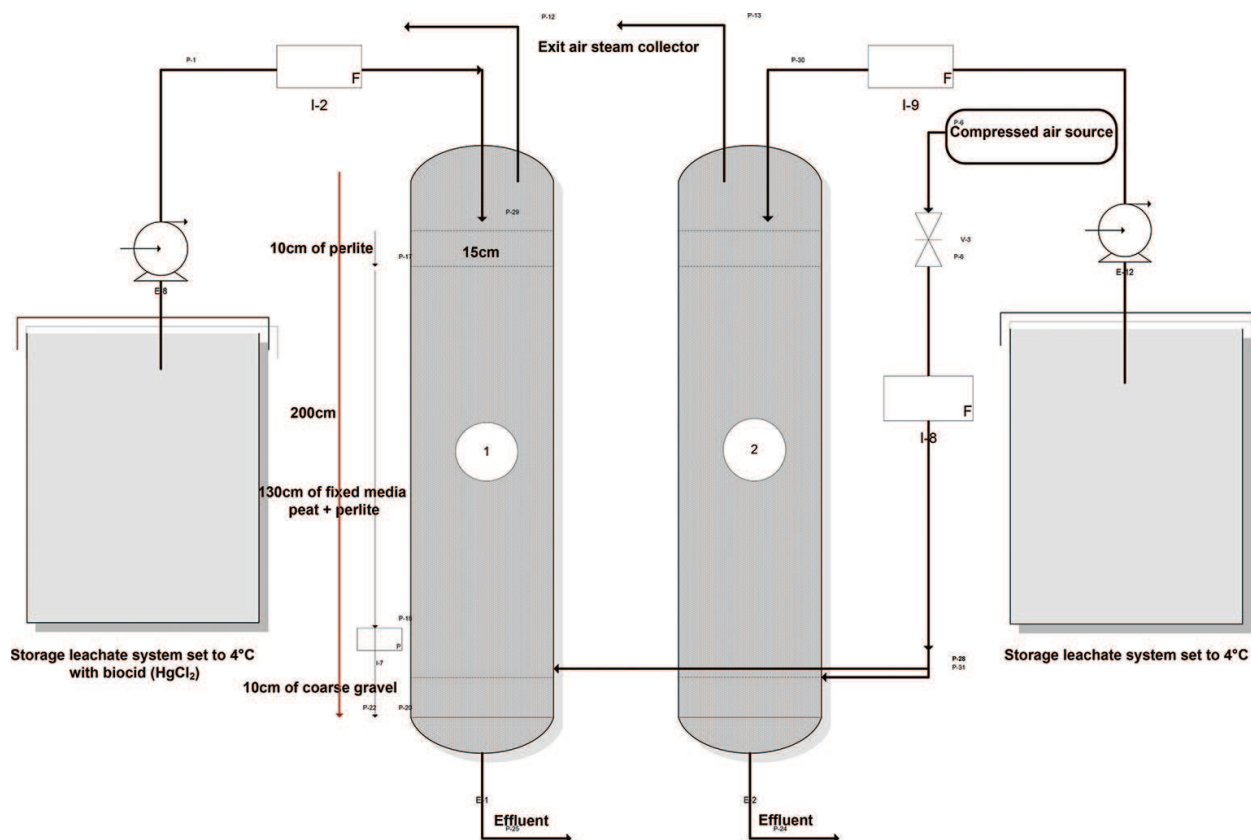 P-12
P-13
Exit air steam collector
P-1
F
I-2
P-30
F
I-9
P-6
Compressed air source
P-29
10cm of perlite
15cm
P-17
V-3
P-6
E-8
E-12
F
I-8
200cm
1
2
130cm of fixed media
peat + perlite
P-19
P
I-7
Storage leachate system set to 4°C
with biocid (HgCl₂)
Storage leachate system set to 4°C
P-28
P-31
10cm of coarse gravel
P-22
P-20
E-1
E-2
Effluent
P-25
Effluent
P-24